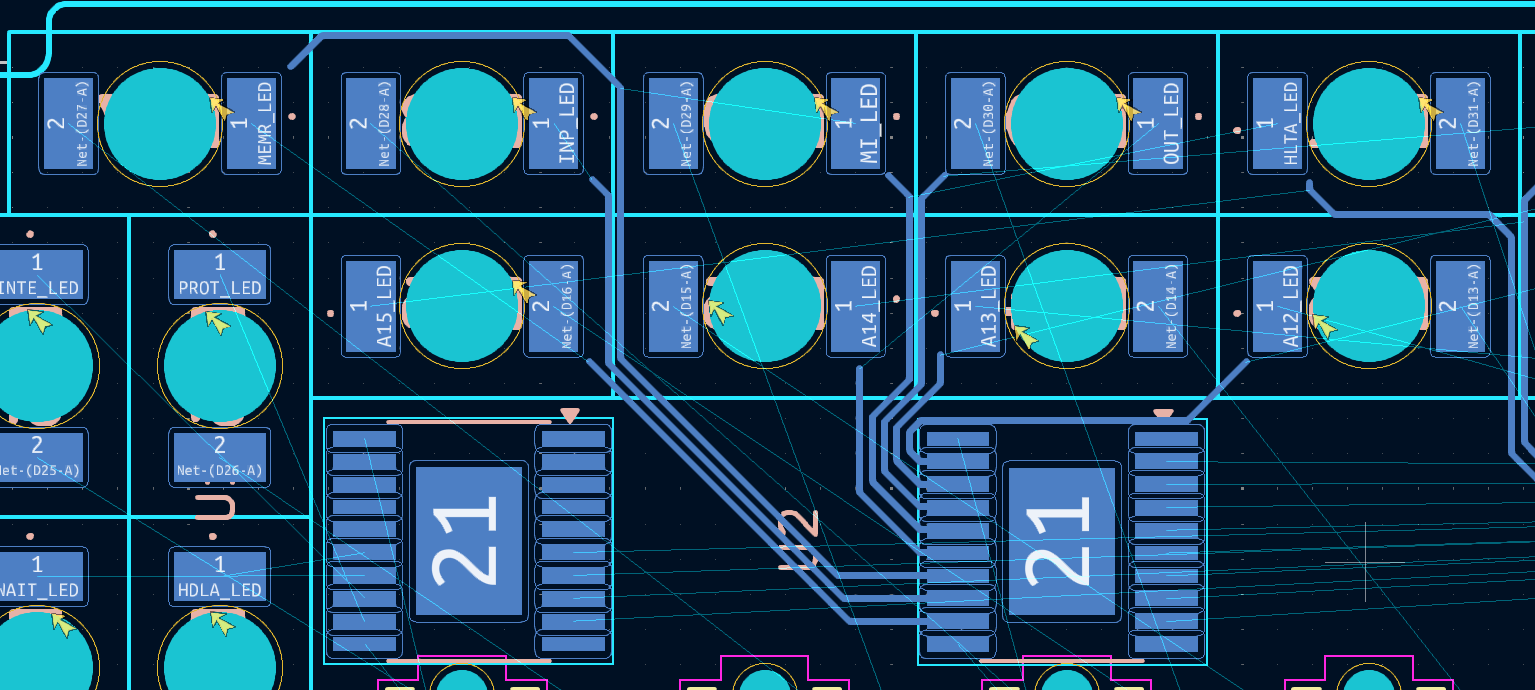 2
Net-(D27-A)
1
MEMR_LED
2
Net-(D28-A)
1
INP_LED
2
Net-(D29-A)
1
MI_LED
2
Net-(D30-A)
1
OUT_LED
1
HLTA_LED
2
Net-(D31-A)
1
INTE_LED
1
PROT_LED
1
A15_LED
2
Net-(D16-A)
2
Net-(D15-A)
1
A14_LED
1
A13_LED
2
Net-(D14-A)
1
A12_LED
2
Net-(D13-A)
2
Net-(D25-A)
2
Net-(D26-A)
21
U2
21
1
WAIT_LED
1
HDLA_LED